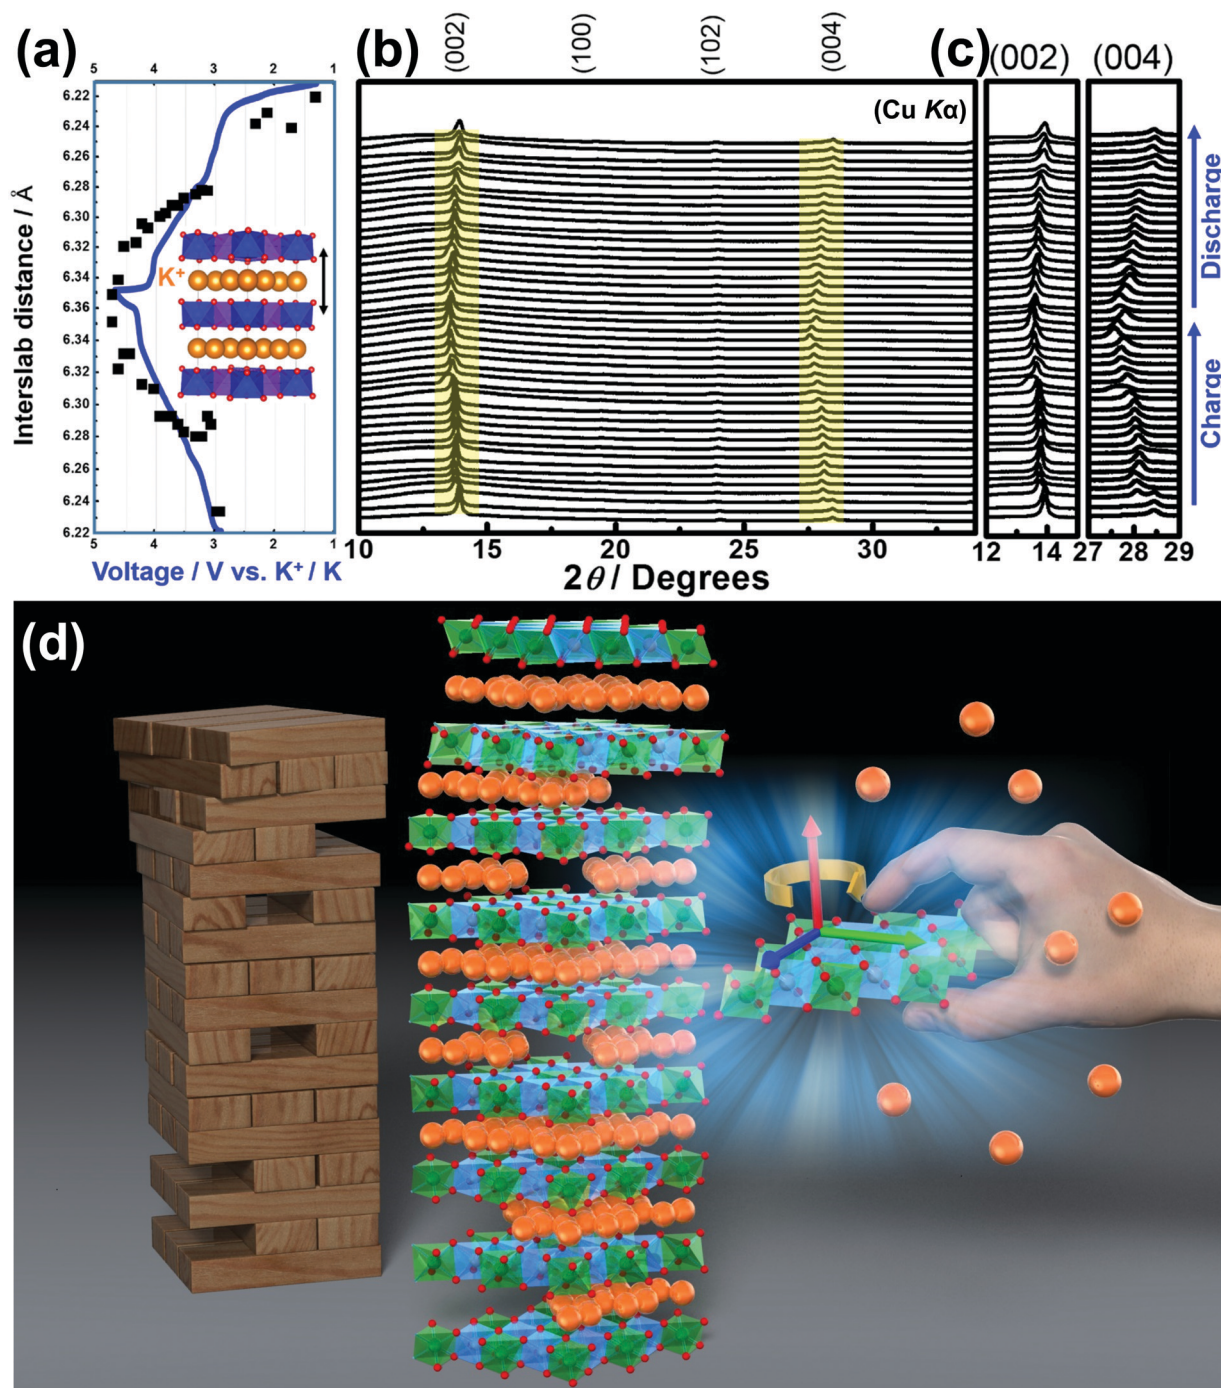 (a)
5 4 3 2 1
6.22
6.24
6.26
6.28
6.30
6.32
6.34
6.36
6.34
6.32
6.30
6.28
6.26
6.24
6.22
5 4 3 2 1
Interslab distance / Å
Voltage / V vs. K⁺ / K
K⁺
(b)
(002) (100) (102) (004)
(Cu Kα)
10 15 20 25 30
2θ / Degrees
(c)
(002) (004)
12 14 27 28 29
Discharge
Charge
(d)